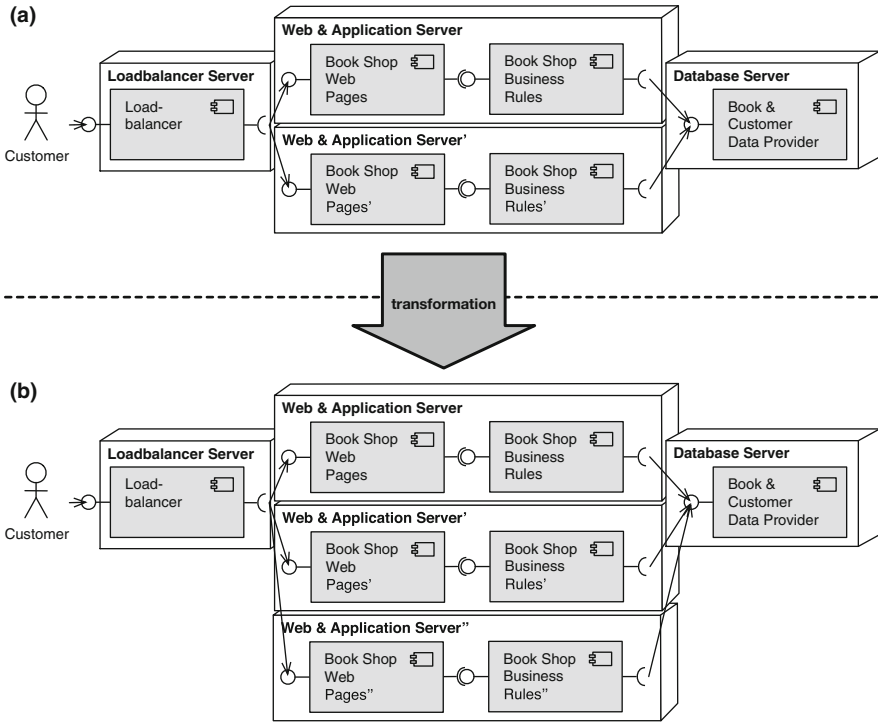 (a)
Web & Application Server
Loadbalancer Server
Database Server
Customer
Load-
balancer
Book Shop
Web
Pages
Book Shop
Business
Rules
Book &
Customer
Data Provider
Web & Application Server’
Book Shop
Web
Pages’
Book Shop
Business
Rules’
transformation
(b)
Web & Application Server
Loadbalancer Server
Database Server
Customer
Load-
balancer
Book Shop
Web
Pages
Book Shop
Business
Rules
Book &
Customer
Data Provider
Web & Application Server’
Book Shop
Web
Pages’
Book Shop
Business
Rules’
Web & Application Server’’
Book Shop
Web
Pages’’
Book Shop
Business
Rules’’